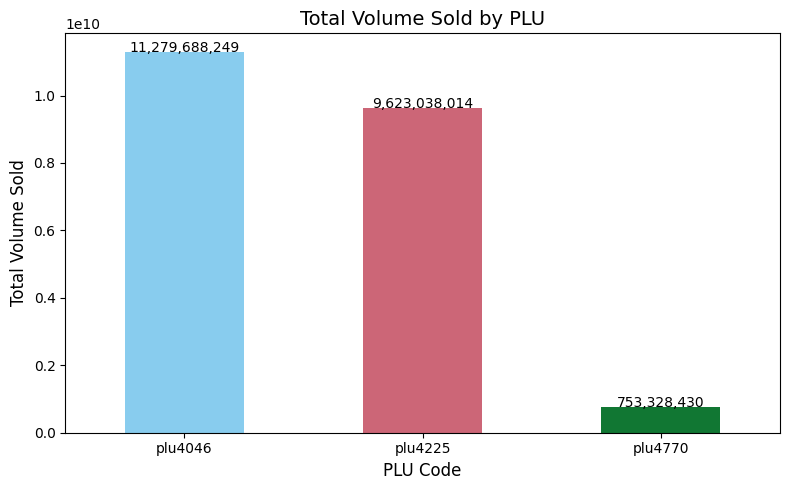 Total Volume Sold by PLU
1e10
11,279,688,249
9,623,038,014
753,328,430
1.0
0.8
0.6
0.4
0.2
0.0
Total Volume Sold
plu4046
plu4225
plu4770
PLU Code